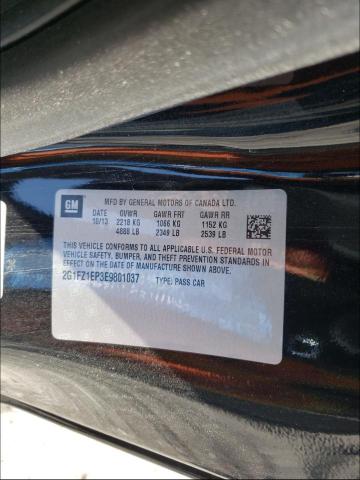 GM
MFD BY GENERAL MOTORS OF CANADA LTD.
DATE GVWR GAWR FRT GAWR RR
10/13 2218 KG 1066 KG 1152 KG
4888 LB 2349 LB 2539 LB
THIS VEHICLE CONFORMS TO ALL APPLICABLE U.S. FEDERAL MOTOR
VEHICLE SAFETY, BUMPER, AND THEFT PREVENTION STANDARDS
IN EFFECT ON THE DATE OF MANUFACTURE SHOWN ABOVE.
2G1FZ1EP3E9801037 TYPE: PASS CAR